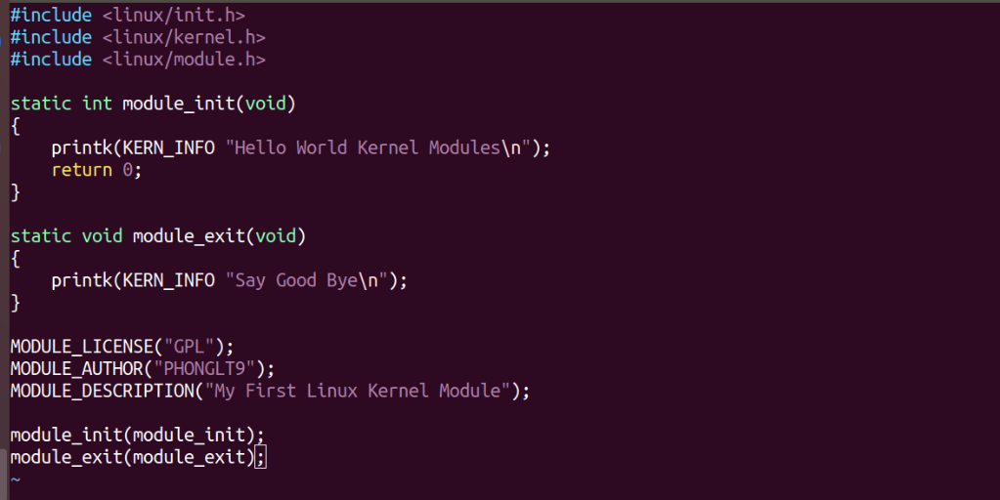 #include <linux/init.h>
#include <linux/kernel.h>
#include <linux/module.h>

static int module_init(void)
{
    printk(KERN_INFO "Hello World Kernel Modules\n");
    return 0;
}

static void module_exit(void)
{
    printk(KERN_INFO "Say Good Bye\n");
}

MODULE_LICENSE("GPL");
MODULE_AUTHOR("PHONGLT9");
MODULE_DESCRIPTION("My First Linux Kernel Module");

module_init(module_init);
module_exit(module_exit);
~